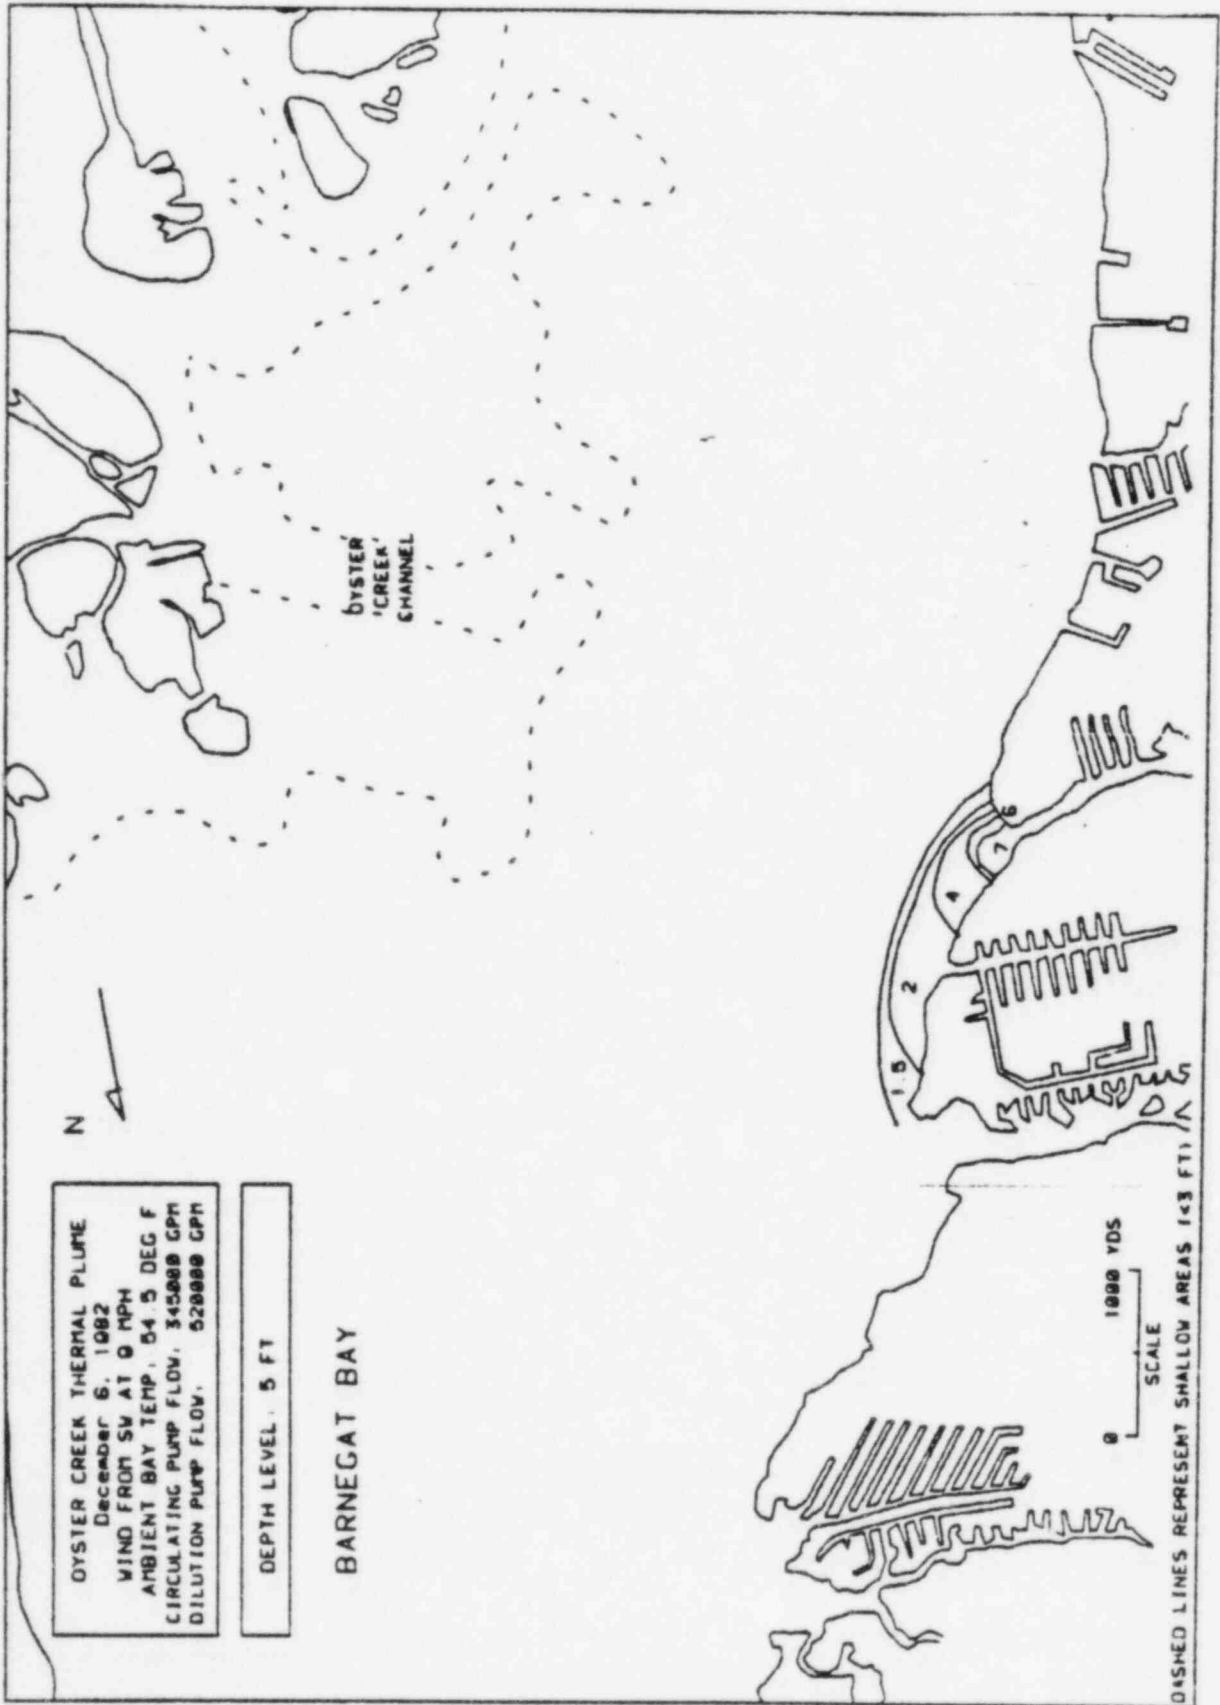 OYSTER CREEK THERMAL PLUME
December 6, 1982
WIND FROM SW AT 9 MPH
AMBIENT BAY TEMP, 54.5 DEG F
CIRCULATING PUMP FLOW, 345000 GPM
DILUTION PUMP FLOW, 520000 GPM
N
DEPTH LEVEL, 5 FT
BARNEGAT BAY
OYSTER
CREEK
CHANNEL
1.5
2
4
7
6
0 1000 YDS
SCALE
DASHED LINES REPRESENT SHALLOW AREAS (<3 FT)